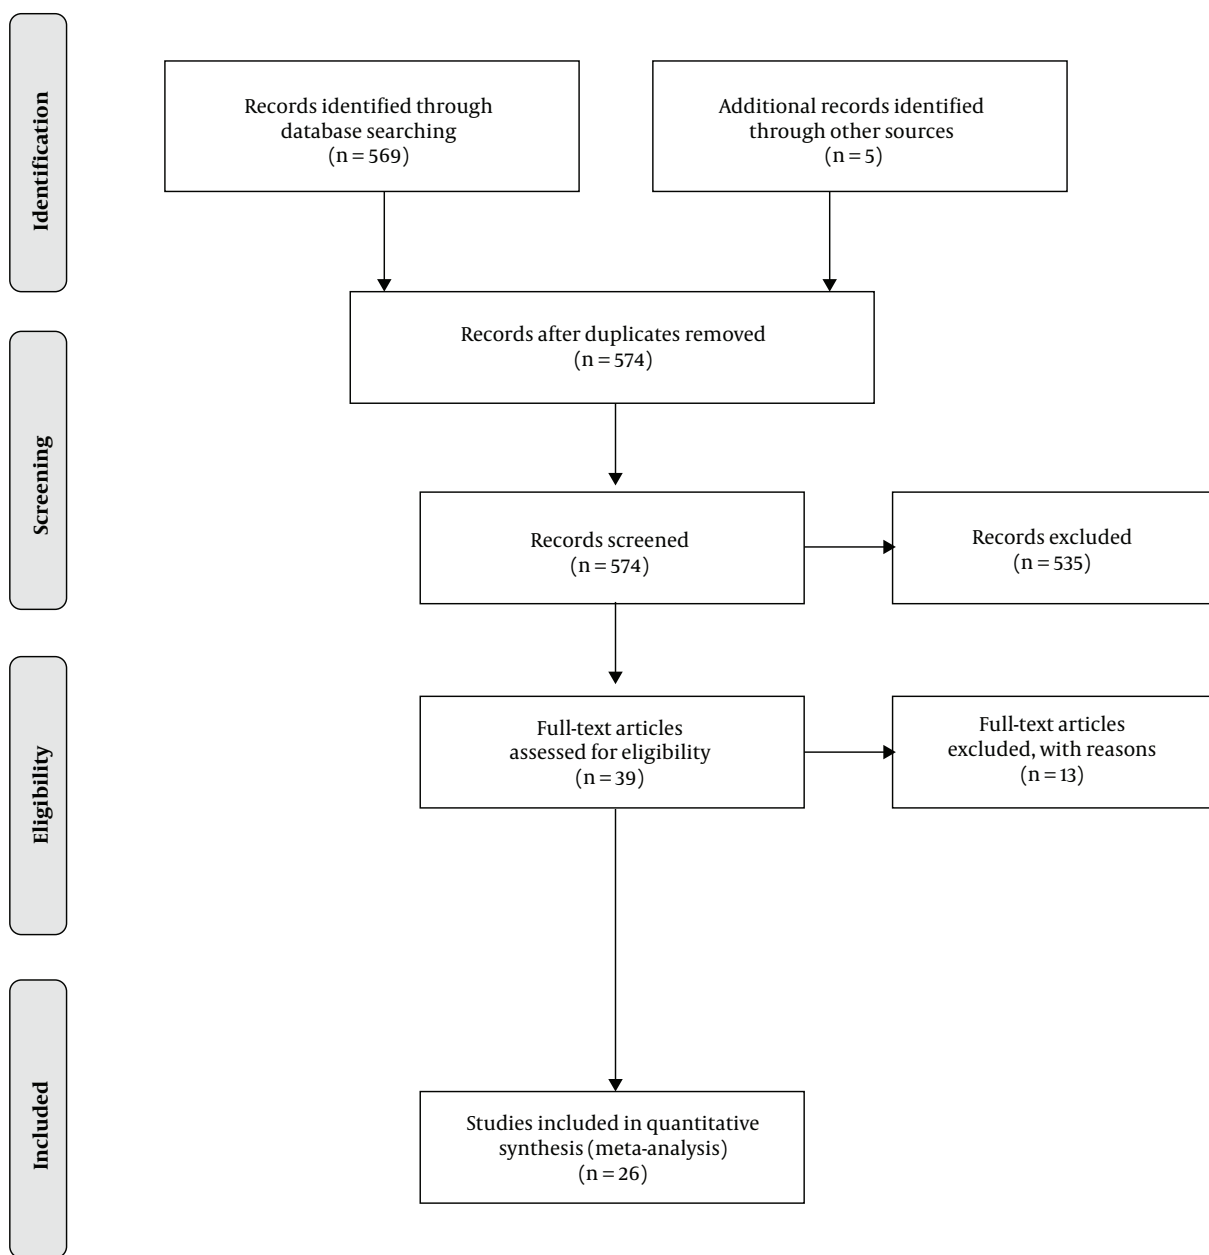 Identification
Records identified through
database searching
(n = 569)
Additional records identified
through other sources
(n = 5)
Records after duplicates removed
(n = 574)
Screening
Records screened
(n = 574)
Records excluded
(n = 535)
Eligibility
Full-text articles
assessed for eligibility
(n = 39)
Full-text articles
excluded, with reasons
(n = 13)
Included
Studies included in quantitative
synthesis (meta-analysis)
(n = 26)